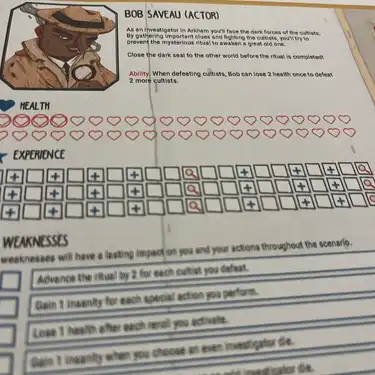 BOB SAVEAU (ACTOR)
As an investigator in Arkham you'll face the dark forces of the cultists.
By gathering important clues and fighting the cultists, you'll try to
prevent the mysterious ritual to awaken a great old one.
Close the dark seal to the other world before the ritual is completed!
Ability: When defeating cultists, Bob can lose 2 health once to defeat
2 more cultists.
HEALTH
EXPERIENCE
WEAKNESSES
weaknesses will have a lasting impact on you and your actions throughout the scenario.
Advance the ritual by 2 for each cultist you defeat.
Gain 1 insanity for each special action you perform.
Lose 1 health after each reroll you activate.
Gain 1 insanity when you choose an even investigator die.
investigator die.